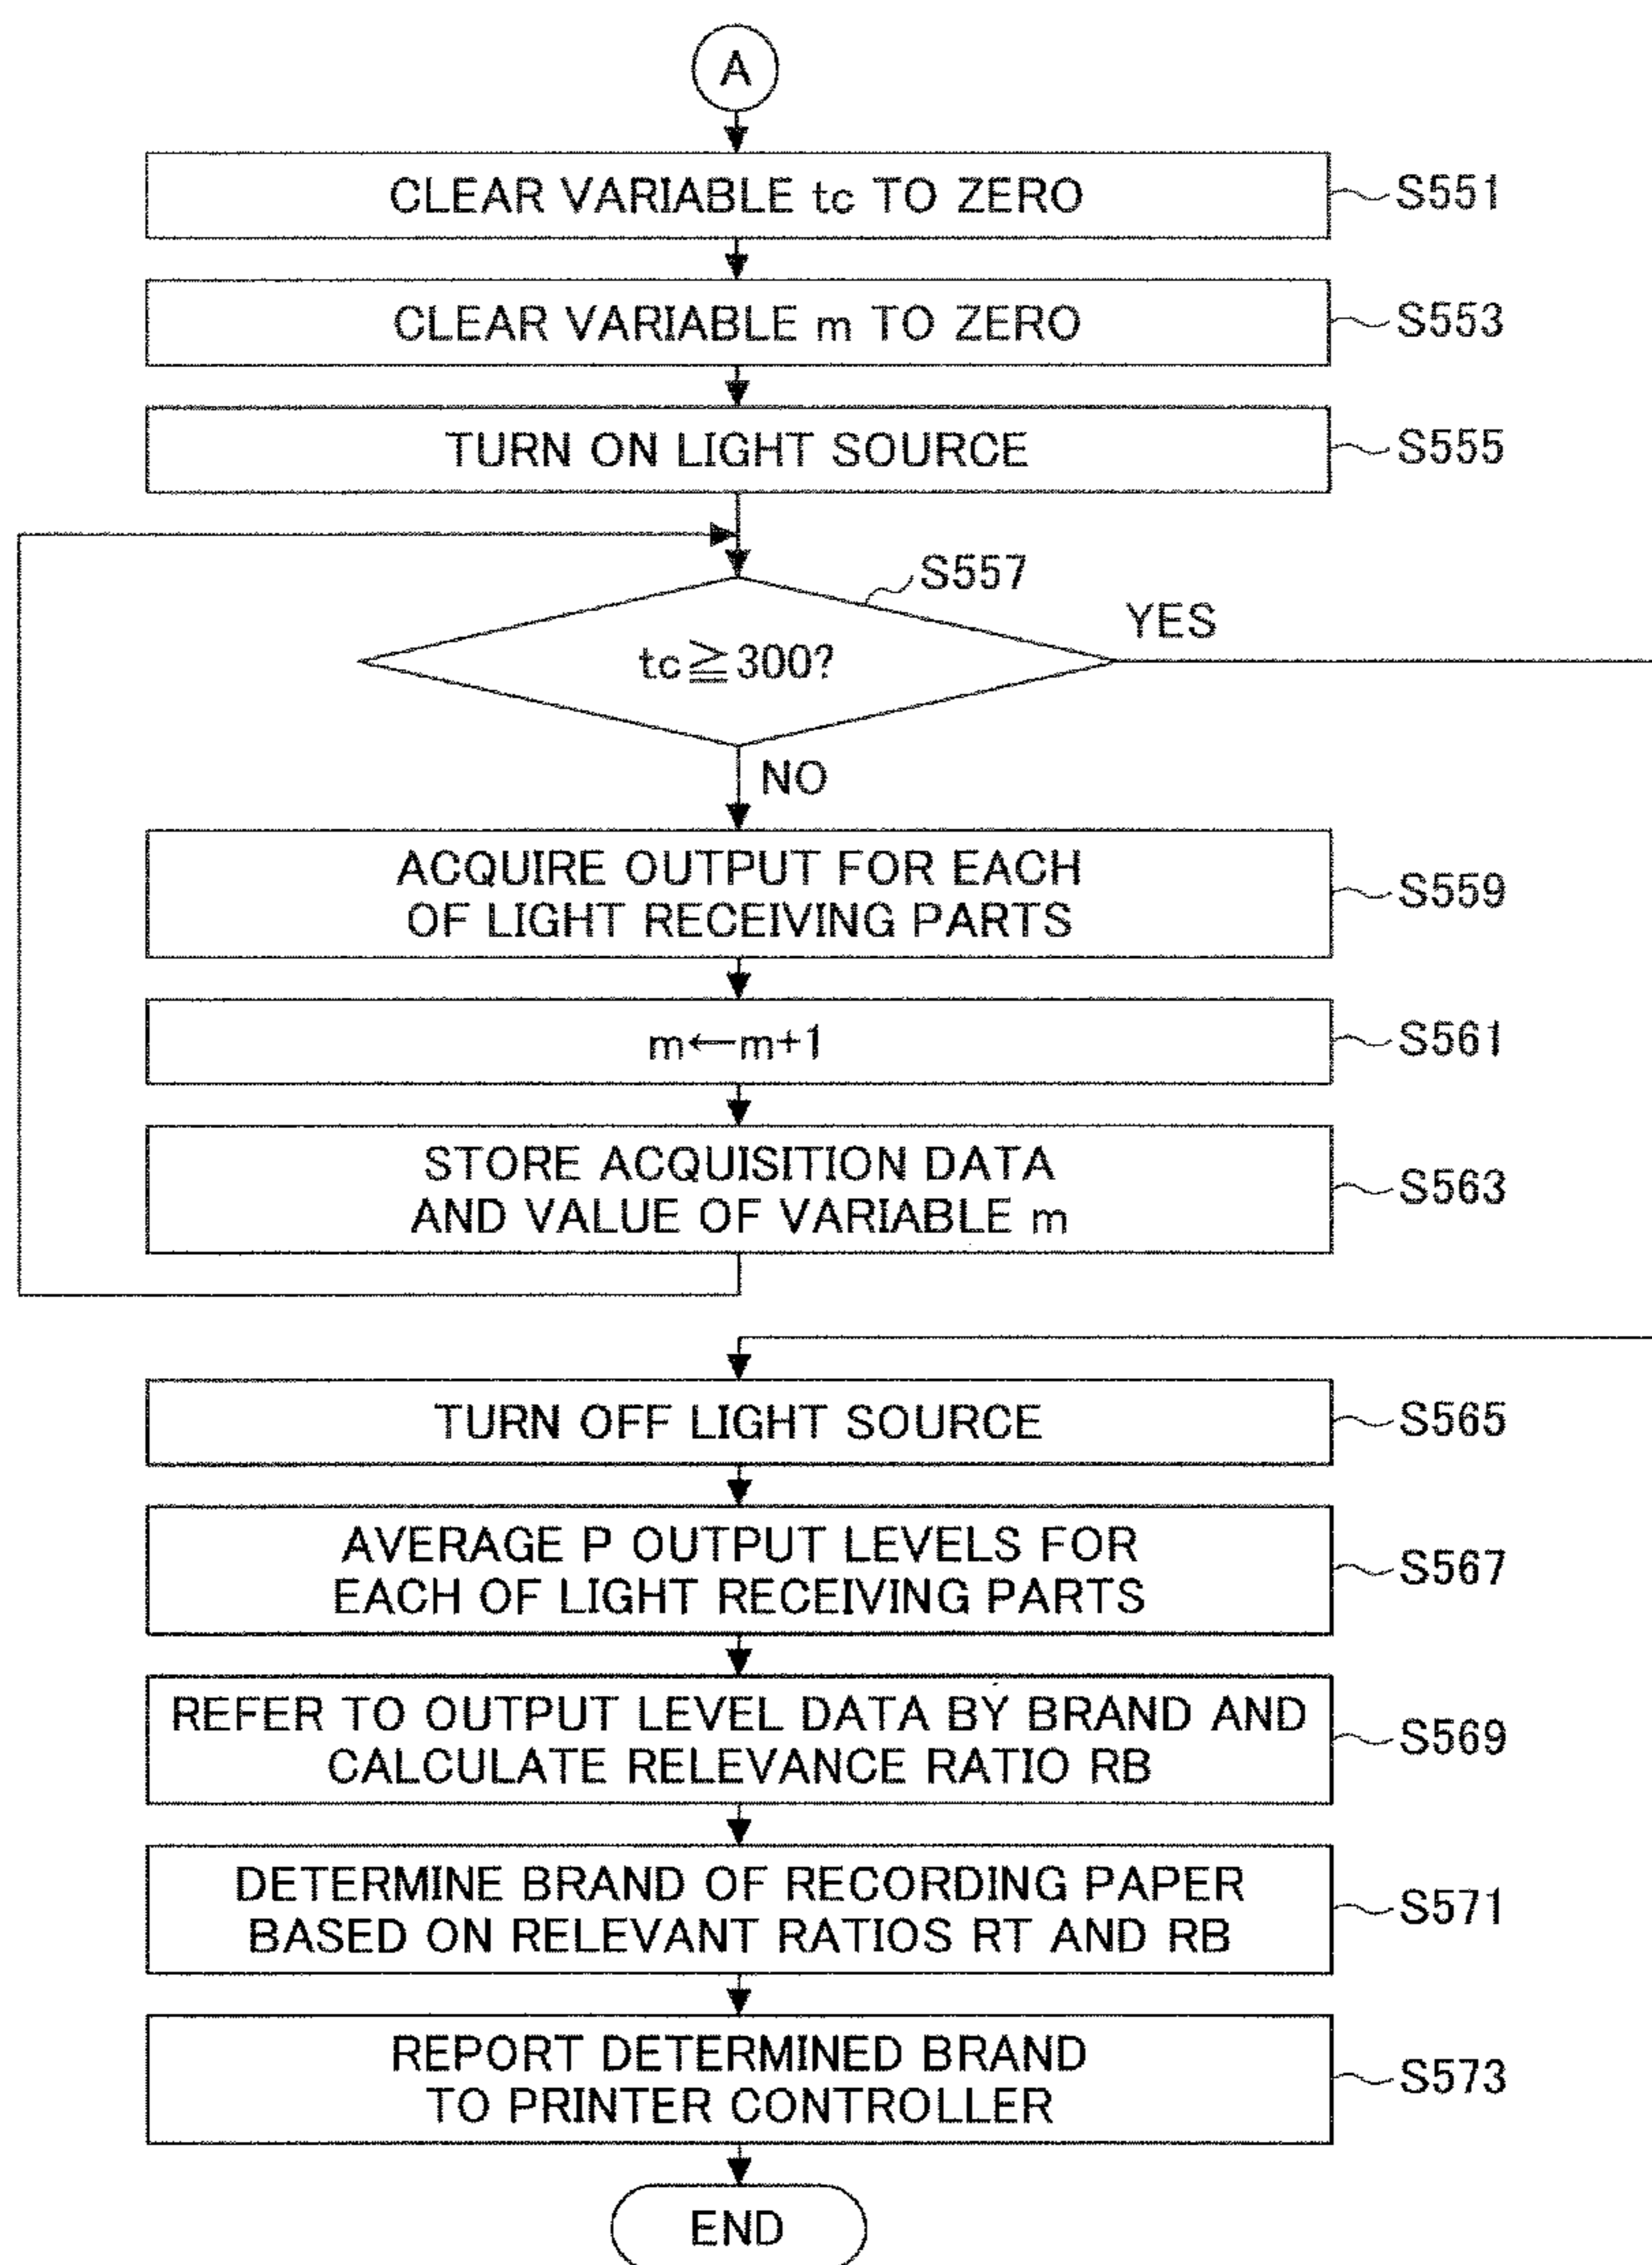 A
CLEAR VARIABLE tc TO ZERO
S551
CLEAR VARIABLE m TO ZERO
S553
TURN ON LIGHT SOURCE
S555
S557
YES
tc≧300?
NO
ACQUIRE OUTPUT FOR EACH
OF LIGHT RECEIVING PARTS
S559
m←m+1
S561
STORE ACQUISITION DATA
AND VALUE OF VARIABLE m
S563
TURN OFF LIGHT SOURCE
S565
AVERAGE P OUTPUT LEVELS FOR
EACH OF LIGHT RECEIVING PARTS
S567
REFER TO OUTPUT LEVEL DATA BY BRAND AND
CALCULATE RELEVANCE RATIO RB
S569
DETERMINE BRAND OF RECORDING PAPER
BASED ON RELEVANT RATIOS RT AND RB
S571
REPORT DETERMINED BRAND
TO PRINTER CONTROLLER
S573
END